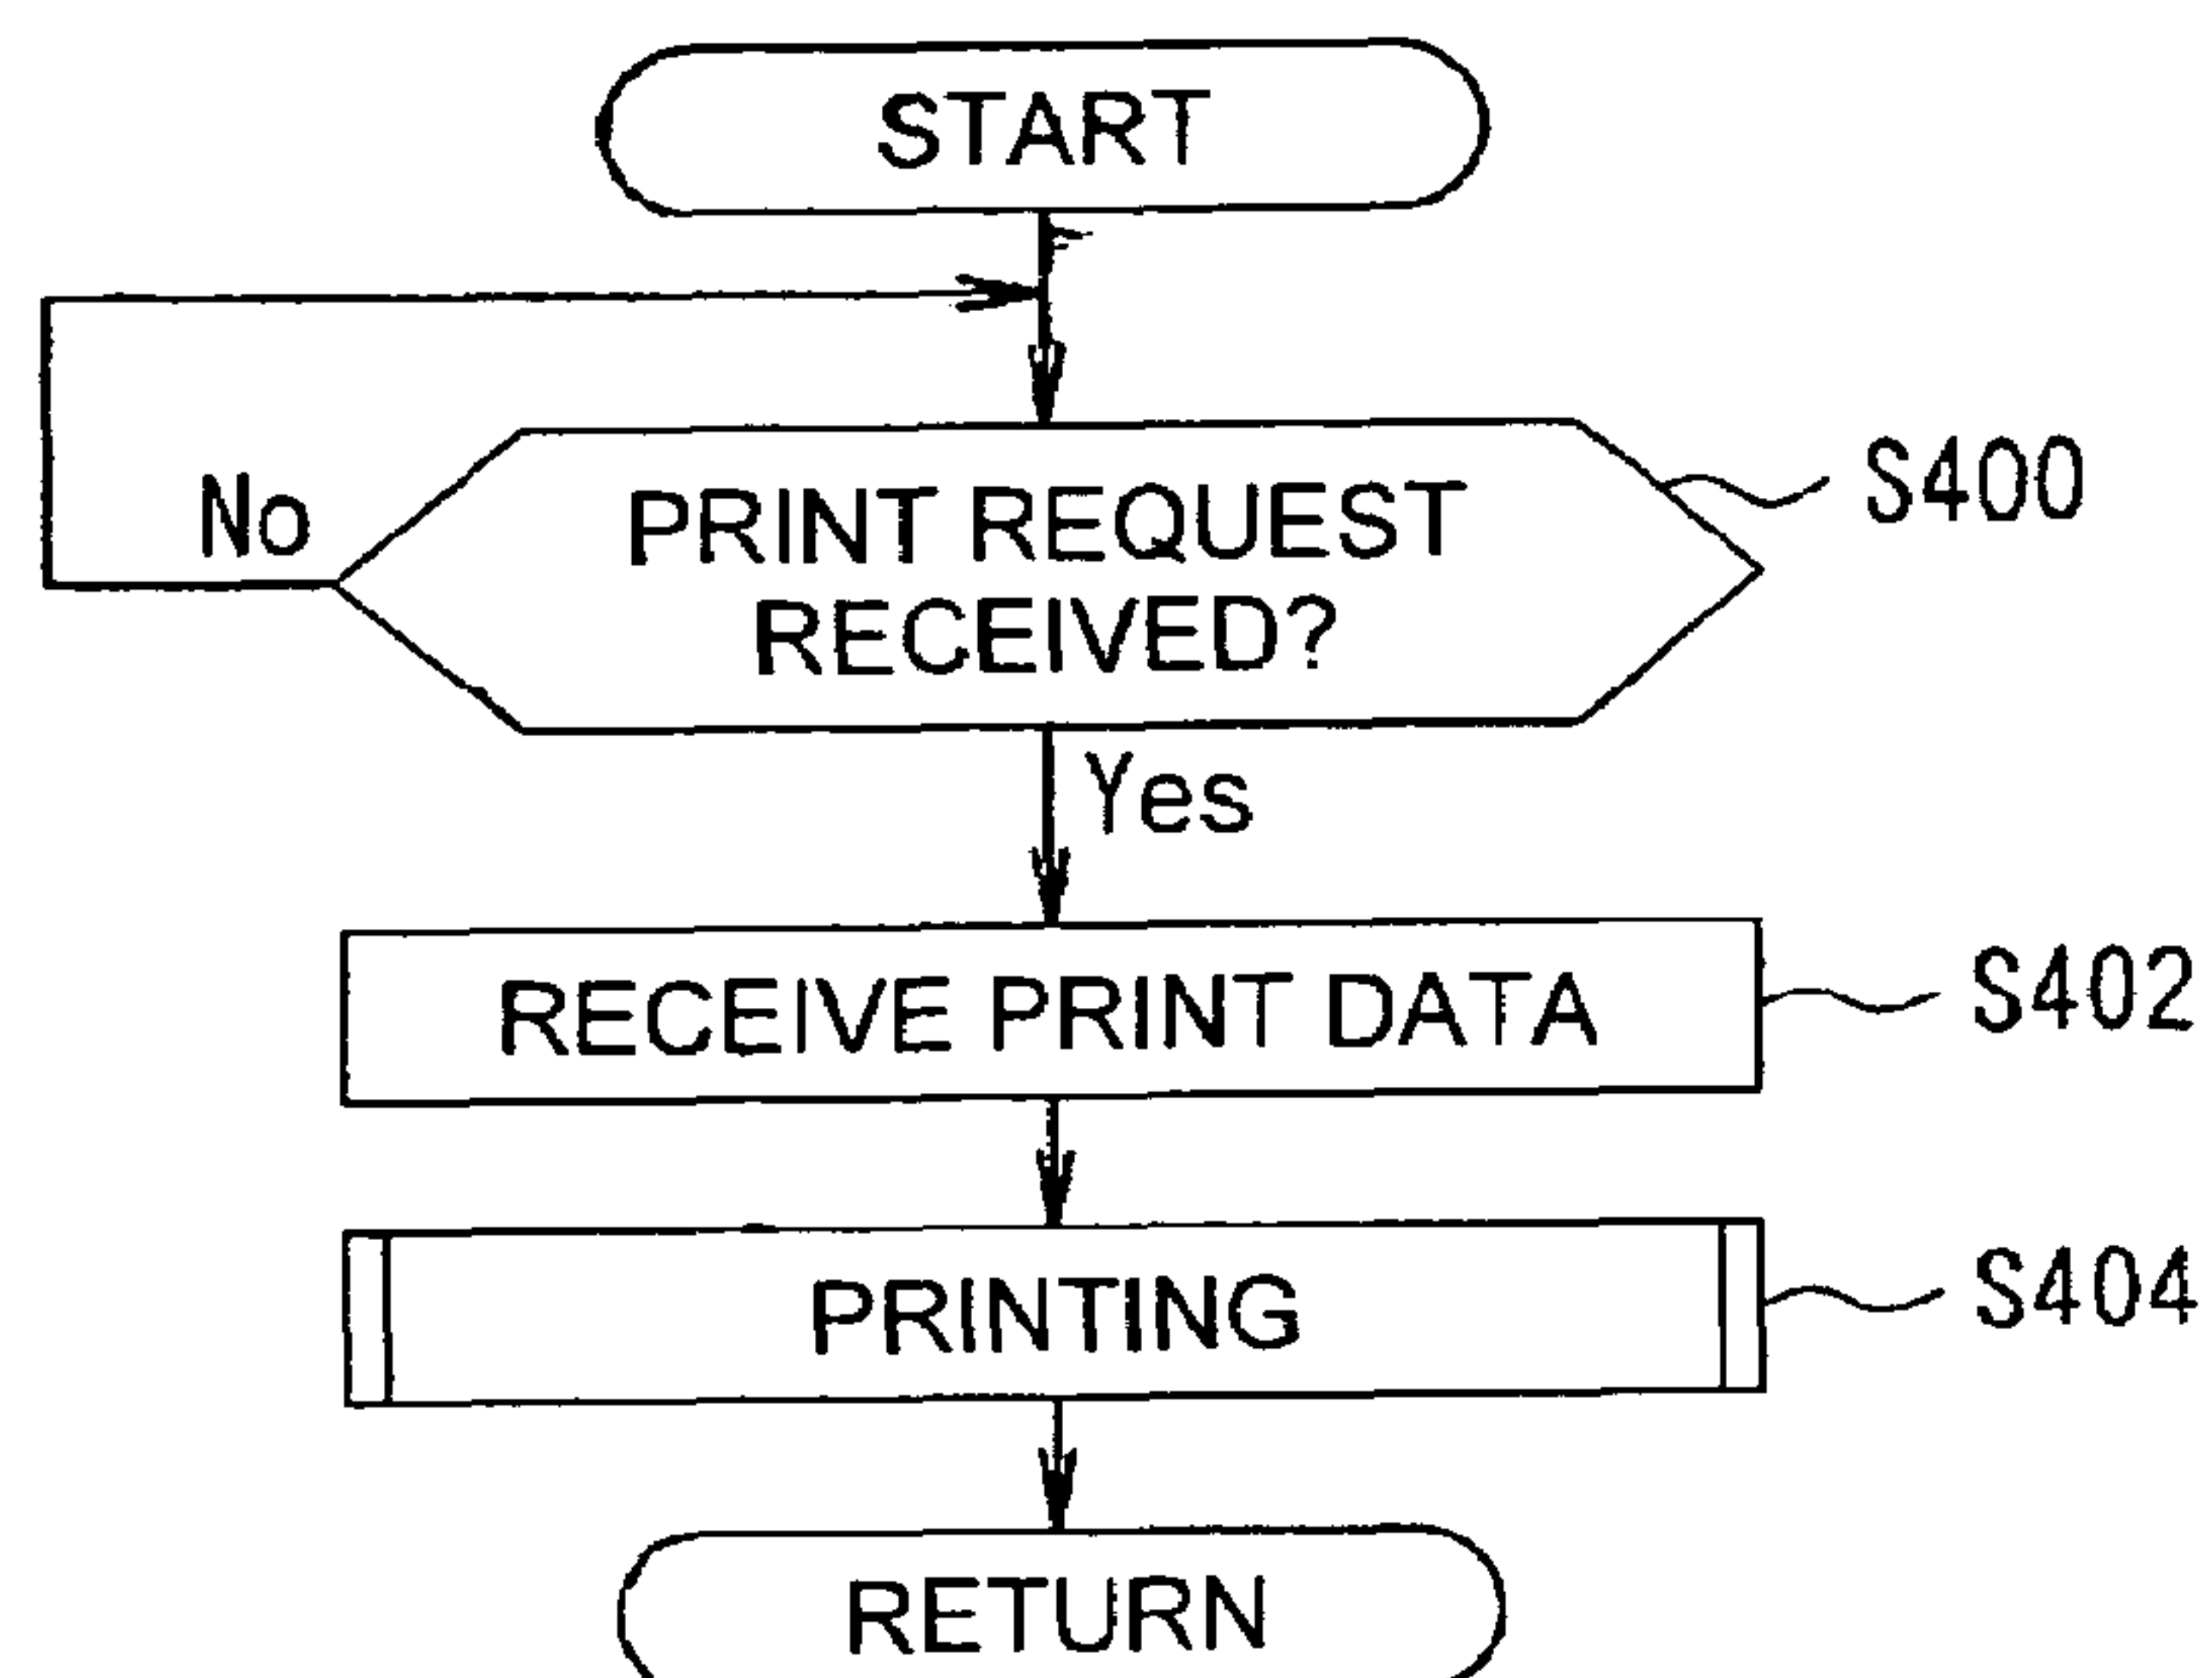 START
No
PRINT REQUEST
RECEIVED?
S400
Yes
RECEIVE PRINT DATA
S402
PRINTING
S404
RETURN